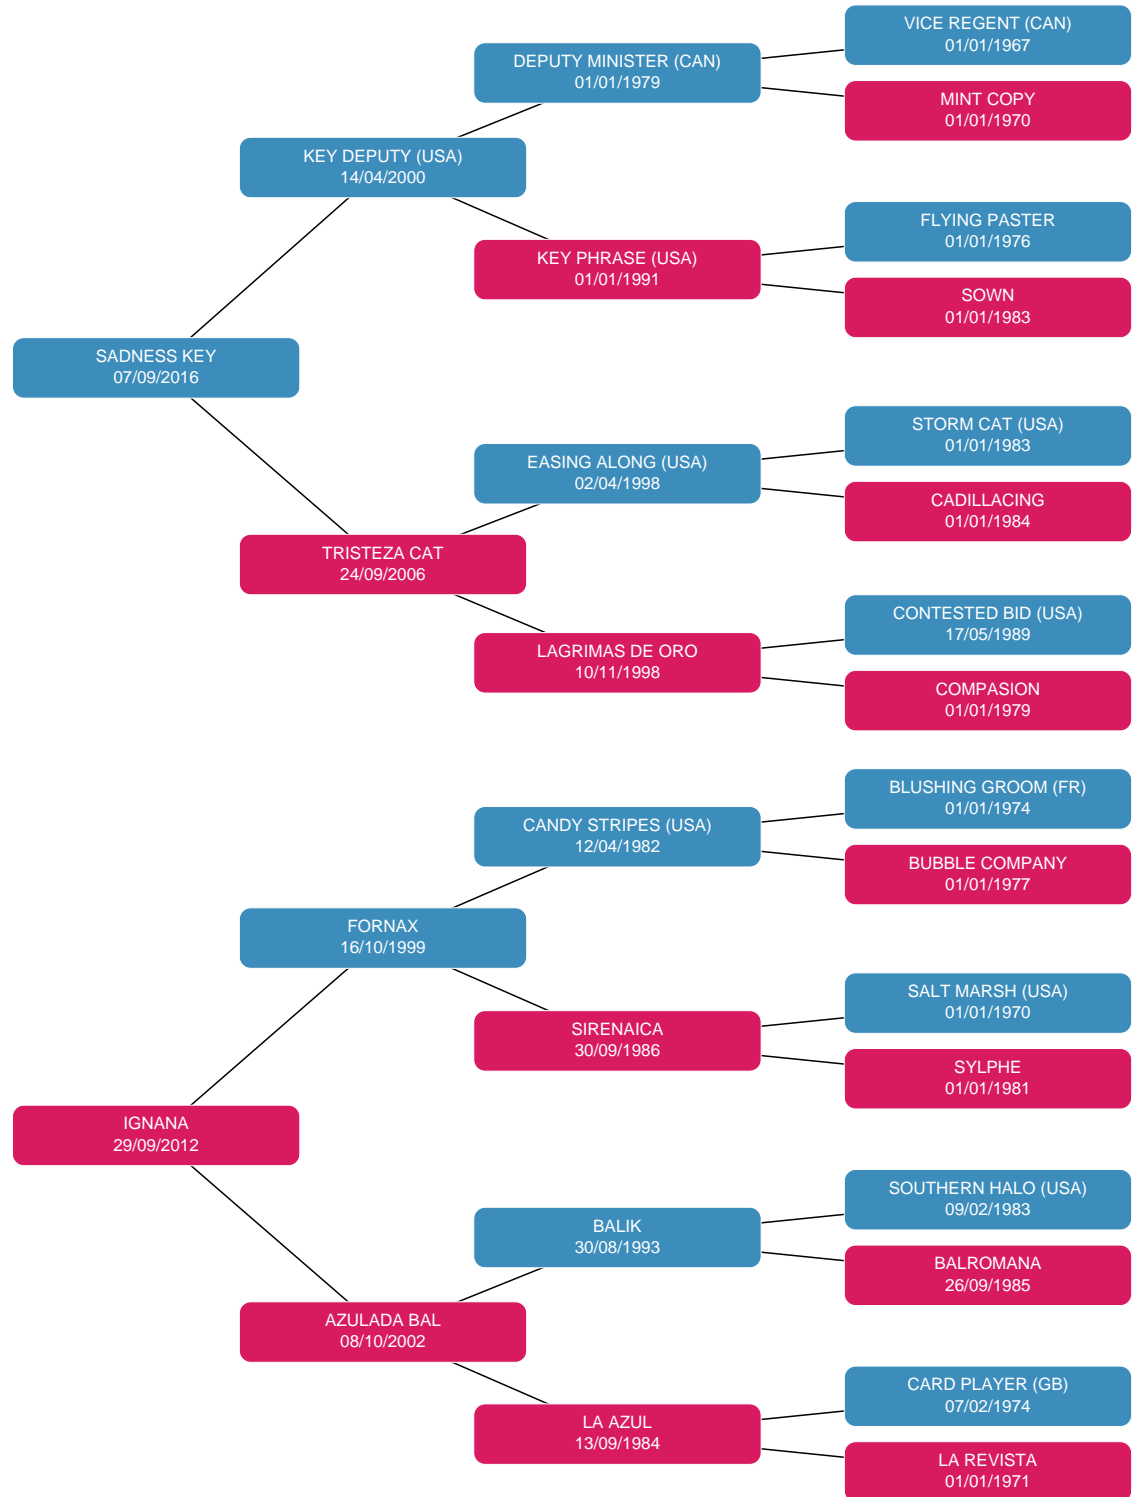 VICE REGENT (CAN)
01/01/1967
DEPUTY MINISTER (CAN)
01/01/1979
MINT COPY
01/01/1970
KEY DEPUTY (USA)
14/04/2000
FLYING PASTER
01/01/1976
KEY PHRASE (USA)
01/01/1991
SOWN
01/01/1983
SADNESS KEY
07/09/2016
STORM CAT (USA)
01/01/1983
EASING ALONG (USA)
02/04/1998
CADILLACING
01/01/1984
TRISTEZA CAT
24/09/2006
CONTESTED BID (USA)
17/05/1989
LAGRIMAS DE ORO
10/11/1998
COMPASION
01/01/1979
BLUSHING GROOM (FR)
01/01/1974
CANDY STRIPES (USA)
12/04/1982
BUBBLE COMPANY
01/01/1977
FORNAX
16/10/1999
SALT MARSH (USA)
01/01/1970
SIRENAICA
30/09/1986
SYLPHE
01/01/1981
IGNANA
29/09/2012
SOUTHERN HALO (USA)
09/02/1983
BALIK
30/08/1993
BALROMANA
26/09/1985
AZULADA BAL
08/10/2002
CARD PLAYER (GB)
07/02/1974
LA AZUL
13/09/1984
LA REVISTA
01/01/1971